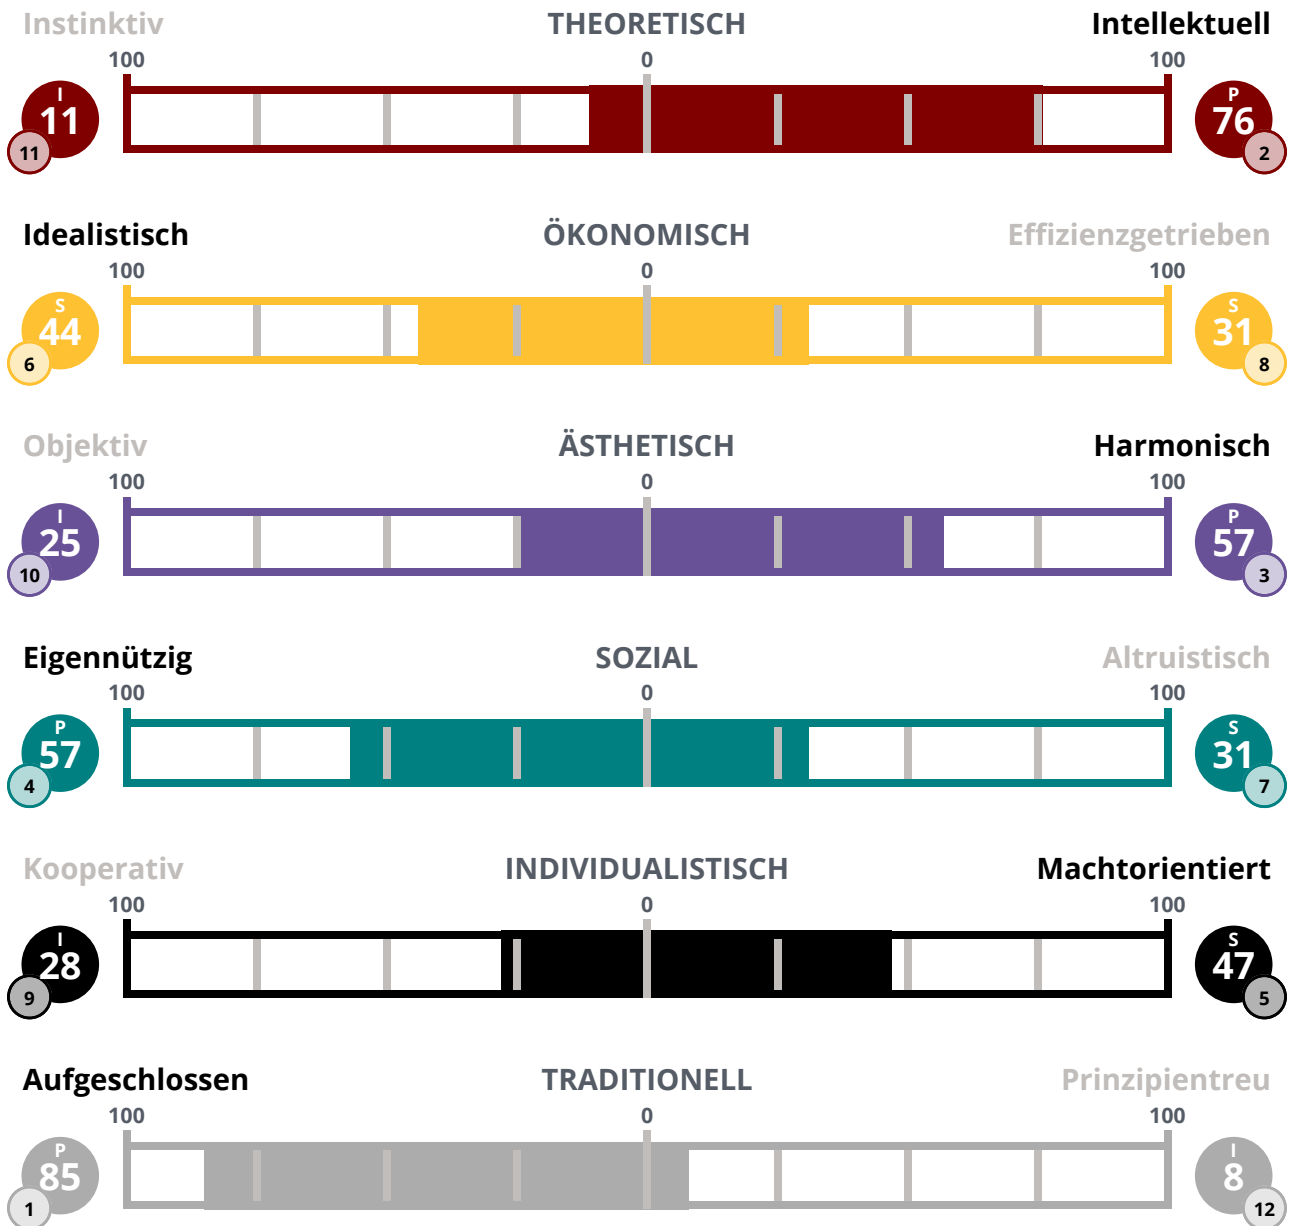 Instinktiv THEORETISCH Intellektuell
100 0 100
I P
11 76
11 2
Idealistisch ÖKONOMISCH Effizienzgetrieben
100 0 100
S S
44 31
6 8
Objektiv ÄSTHETISCH Harmonisch
100 0 100
I P
25 57
10 3
Eigennützig SOZIAL Altruistisch
100 0 100
P S
57 31
4 7
Kooperativ INDIVIDUALISTISCH Machtorientiert
100 0 100
I S
28 47
9 5
Aufgeschlossen TRADITIONELL Prinzipientreu
100 0 100
P I
85 8
1 12